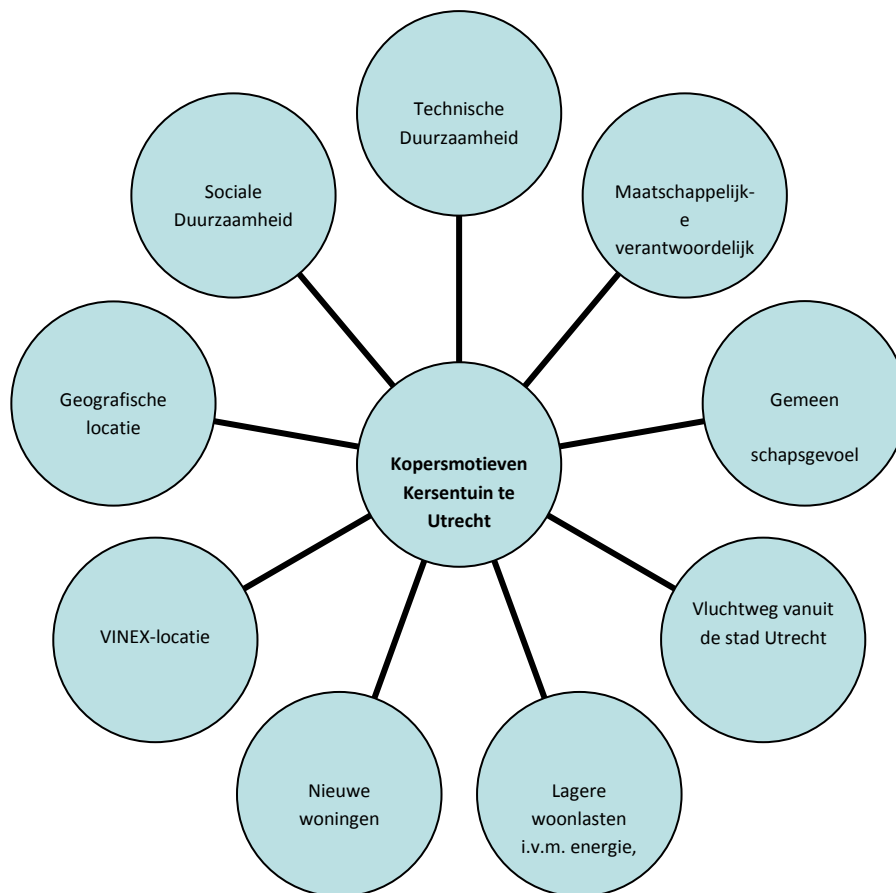 Technische
Duurzaamheid
Maatschappelijk-
e
verantwoordelijk
Gemeen
schapsgevoel
Vluchtweg vanuit
de stad Utrecht
Lagere
woonlasten
i.v.m. energie,
Nieuwe
woningen
VINEX-locatie
Geografische
locatie
Sociale
Duurzaamheid
Kopersmotieven
Kersentuin te
Utrecht